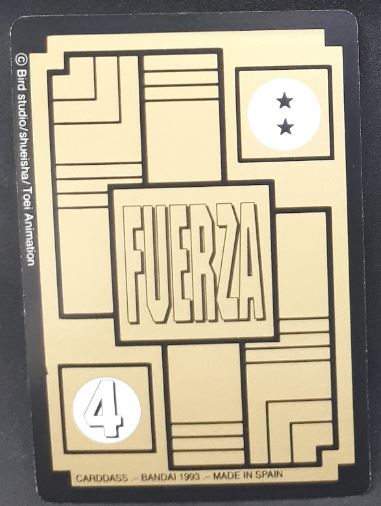 © Bird studio/shueisha/ Toei Animation
FUERZA
4
CARDDASS .– BANDAI 1993 .– MADE IN SPAIN